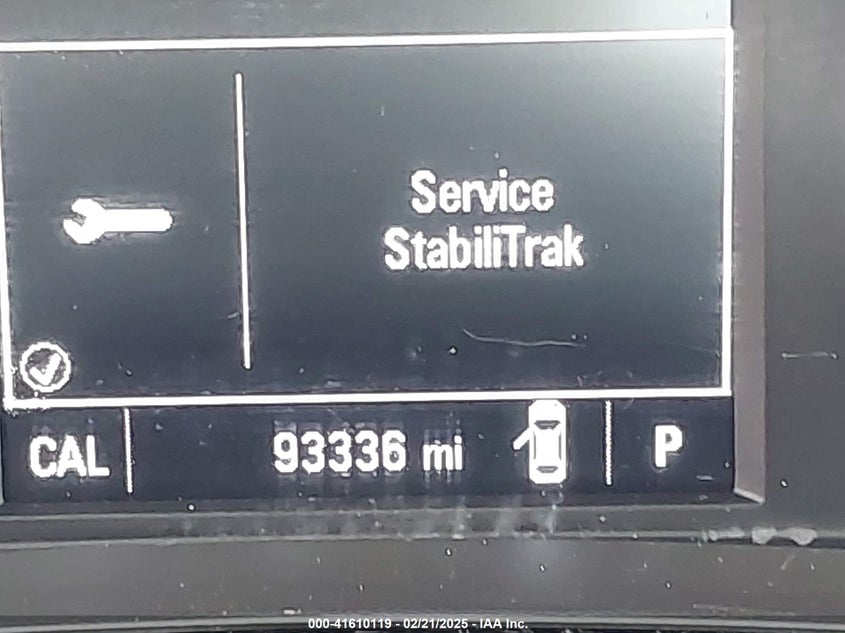 Service
StabiliTrak
CAL 93336 mi P
000-41610119 - 02/21/2025 - IAA Inc.